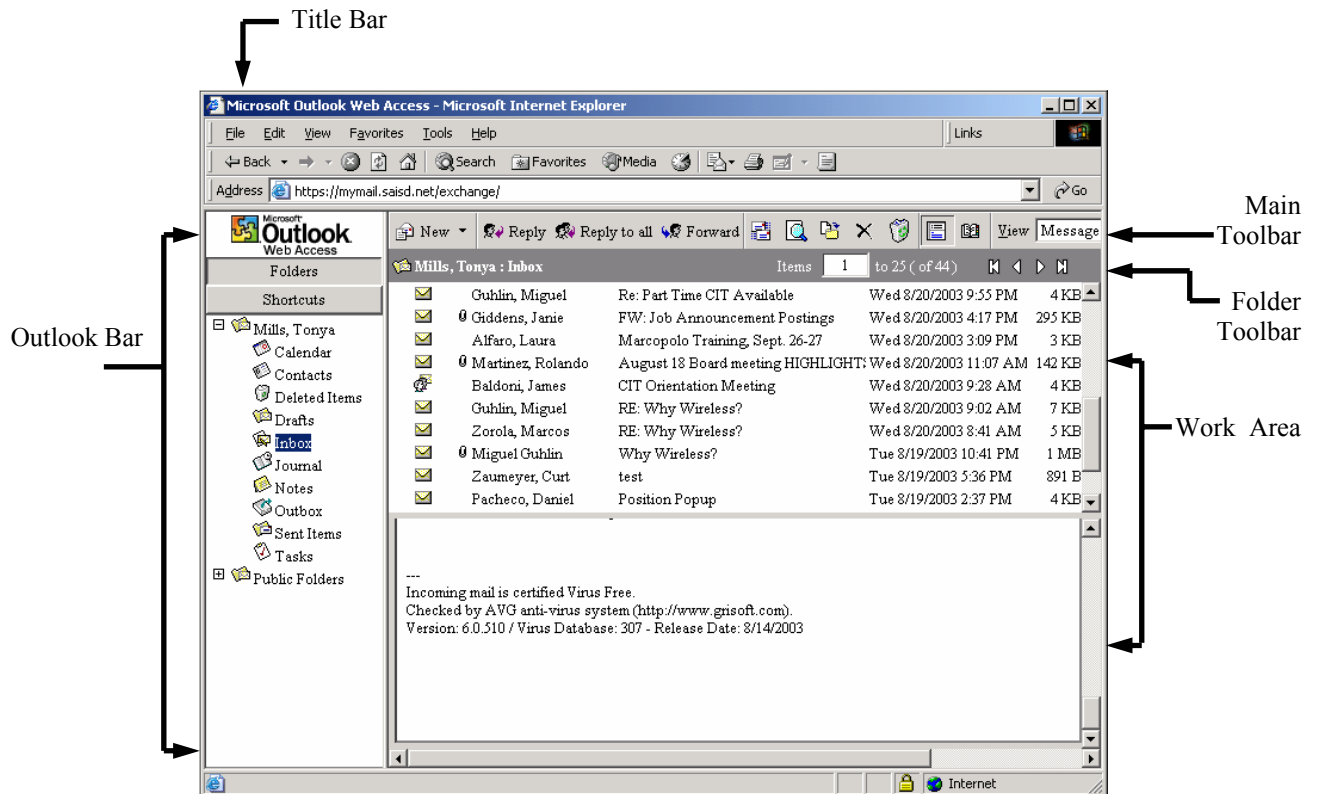 Title Bar
Microsoft Outlook Web Access - Microsoft Internet Explorer
File Edit View Favorites Tools Help Links
Back Search Favorites Media
Address https://mymail.saisd.net/exchange/ Go
Microsoft
Outlook
Web Access
New Reply Reply to all Forward View Message
Main
Toolbar
Folders
Mills, Tonya : Inbox Items 1 to 25 ( of 44 )
Shortcuts
Folder
Toolbar
Outlook Bar
Mills, Tonya
Calendar
Contacts
Deleted Items
Drafts
Inbox
Journal
Notes
Outbox
Sent Items
Tasks
Public Folders
Guhlin, Miguel Re: Part Time CIT Available Wed 8/20/2003 9:55 PM 4 KB
Giddens, Janie FW: Job Announcement Postings Wed 8/20/2003 4:17 PM 295 KB
Alfaro, Laura Marcopolo Training, Sept. 26-27 Wed 8/20/2003 3:09 PM 3 KB
Martinez, Rolando August 18 Board meeting HIGHLIGHTS Wed 8/20/2003 11:07 AM 142 KB
Baldoni, James CIT Orientation Meeting Wed 8/20/2003 9:28 AM 4 KB
Guhlin, Miguel RE: Why Wireless? Wed 8/20/2003 9:02 AM 7 KB
Zorola, Marcos RE: Why Wireless? Wed 8/20/2003 8:41 AM 5 KB
Miguel Guhlin Why Wireless? Tue 8/19/2003 10:41 PM 1 MB
Zaumeyer, Curt test Tue 8/19/2003 5:36 PM 891 B
Pacheco, Daniel Position Popup Tue 8/19/2003 2:37 PM 4 KB
Work Area
---
Incoming mail is certified Virus Free.
Checked by AVG anti-virus system (http://www.grisoft.com).
Version: 6.0.510 / Virus Database: 307 - Release Date: 8/14/2003
Internet